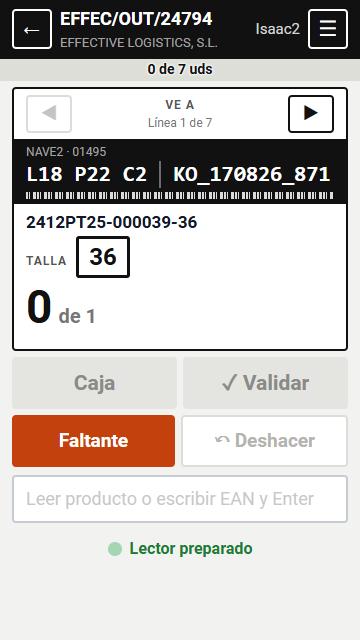 ←
EFFEC/OUT/24794
EFFECTIVE LOGISTICS, S.L.
Isaac2
☰
0 de 7 uds
◀
VE A
Línea 1 de 7
▶
NAVE2 · 01495
L18 P22 C2 | KO_170826_871
2412PT25-000039-36
TALLA 36
0 de 1
Caja
✓ Validar
Faltante
↶ Deshacer
Leer producto o escribir EAN y Enter
Lector preparado